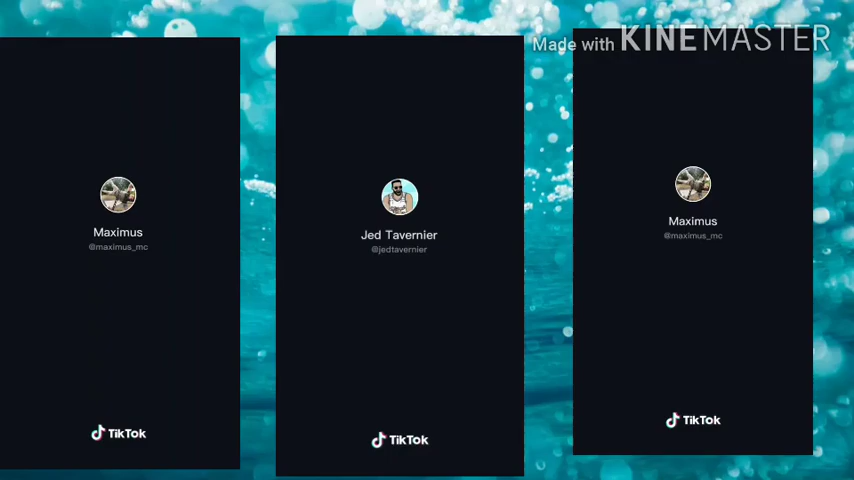 Made with KINEMASTER
Maximus
@maximus_mc
TikTok
Jed Tavernier
@jedtavernier
TikTok
Maximus
@maximus_mc
TikTok